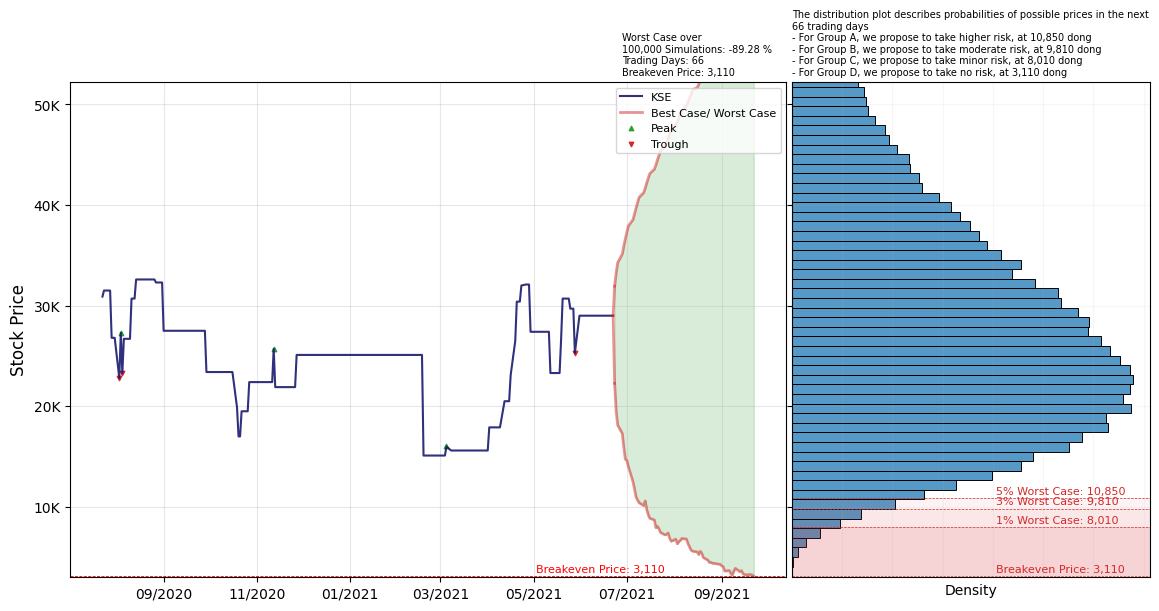 The distribution plot describes probabilities of possible prices in the next
66 trading days
- For Group A, we propose to take higher risk, at 10,850 dong
- For Group B, we propose to take moderate risk, at 9,810 dong
- For Group C, we propose to take minor risk, at 8,010 dong
- For Group D, we propose to take no risk, at 3,110 dong
Worst Case over
100,000 Simulations: -89.28 %
Trading Days: 66
Breakeven Price: 3,110
KSE
Best Case/ Worst Case
Peak
Trough
Stock Price
50K
40K
30K
20K
10K
Breakeven Price: 3,110
09/2020
11/2020
01/2021
03/2021
05/2021
07/2021
09/2021
5% Worst Case: 10,850
3% Worst Case: 9,810
1% Worst Case: 8,010
Breakeven Price: 3,110
Density